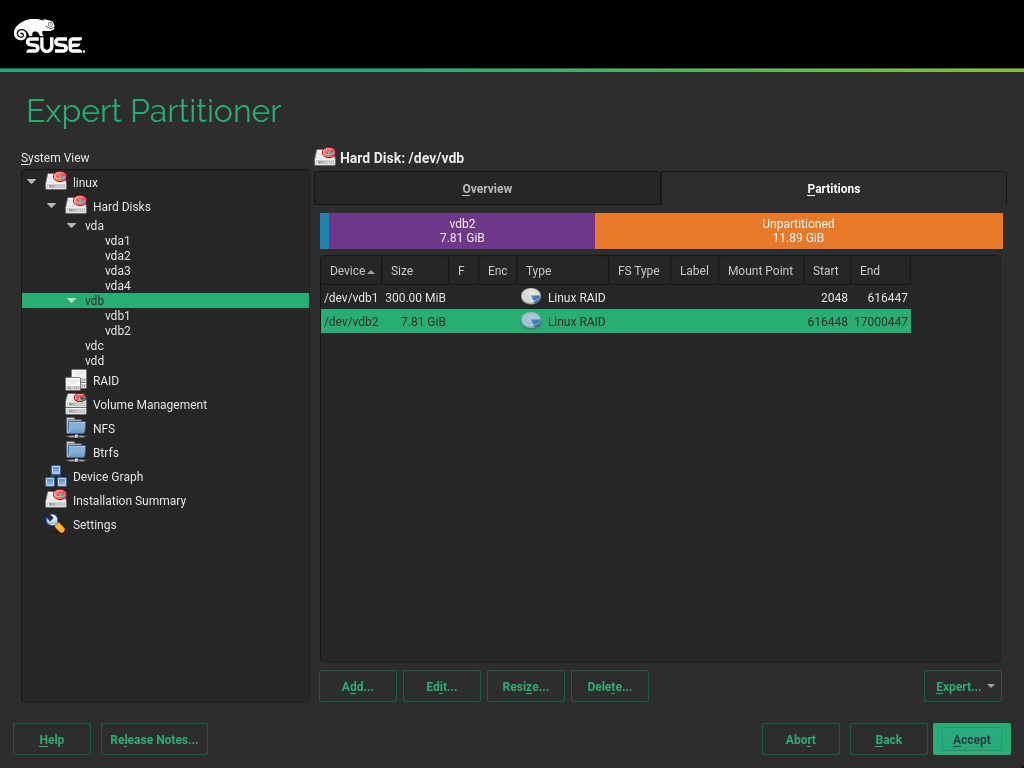 SUSE.
Expert Partitioner
System View
linux
Hard Disks
vda
vda1
vda2
vda3
vda4
vdb
vdb1
vdb2
vdc
vdd
RAID
Volume Management
NFS
Btrfs
Device Graph
Installation Summary
Settings
Hard Disk: /dev/vdb
Overview Partitions
vdb2 Unpartitioned
7.81 GiB 11.89 GiB
Device Size F Enc Type FS Type Label Mount Point Start End
/dev/vdb1 300.00 MiB Linux RAID 2048 616447
/dev/vdb2 7.81 GiB Linux RAID 616448 17000447
Add... Edit... Resize... Delete... Expert...
Help Release Notes... Abort Back Accept